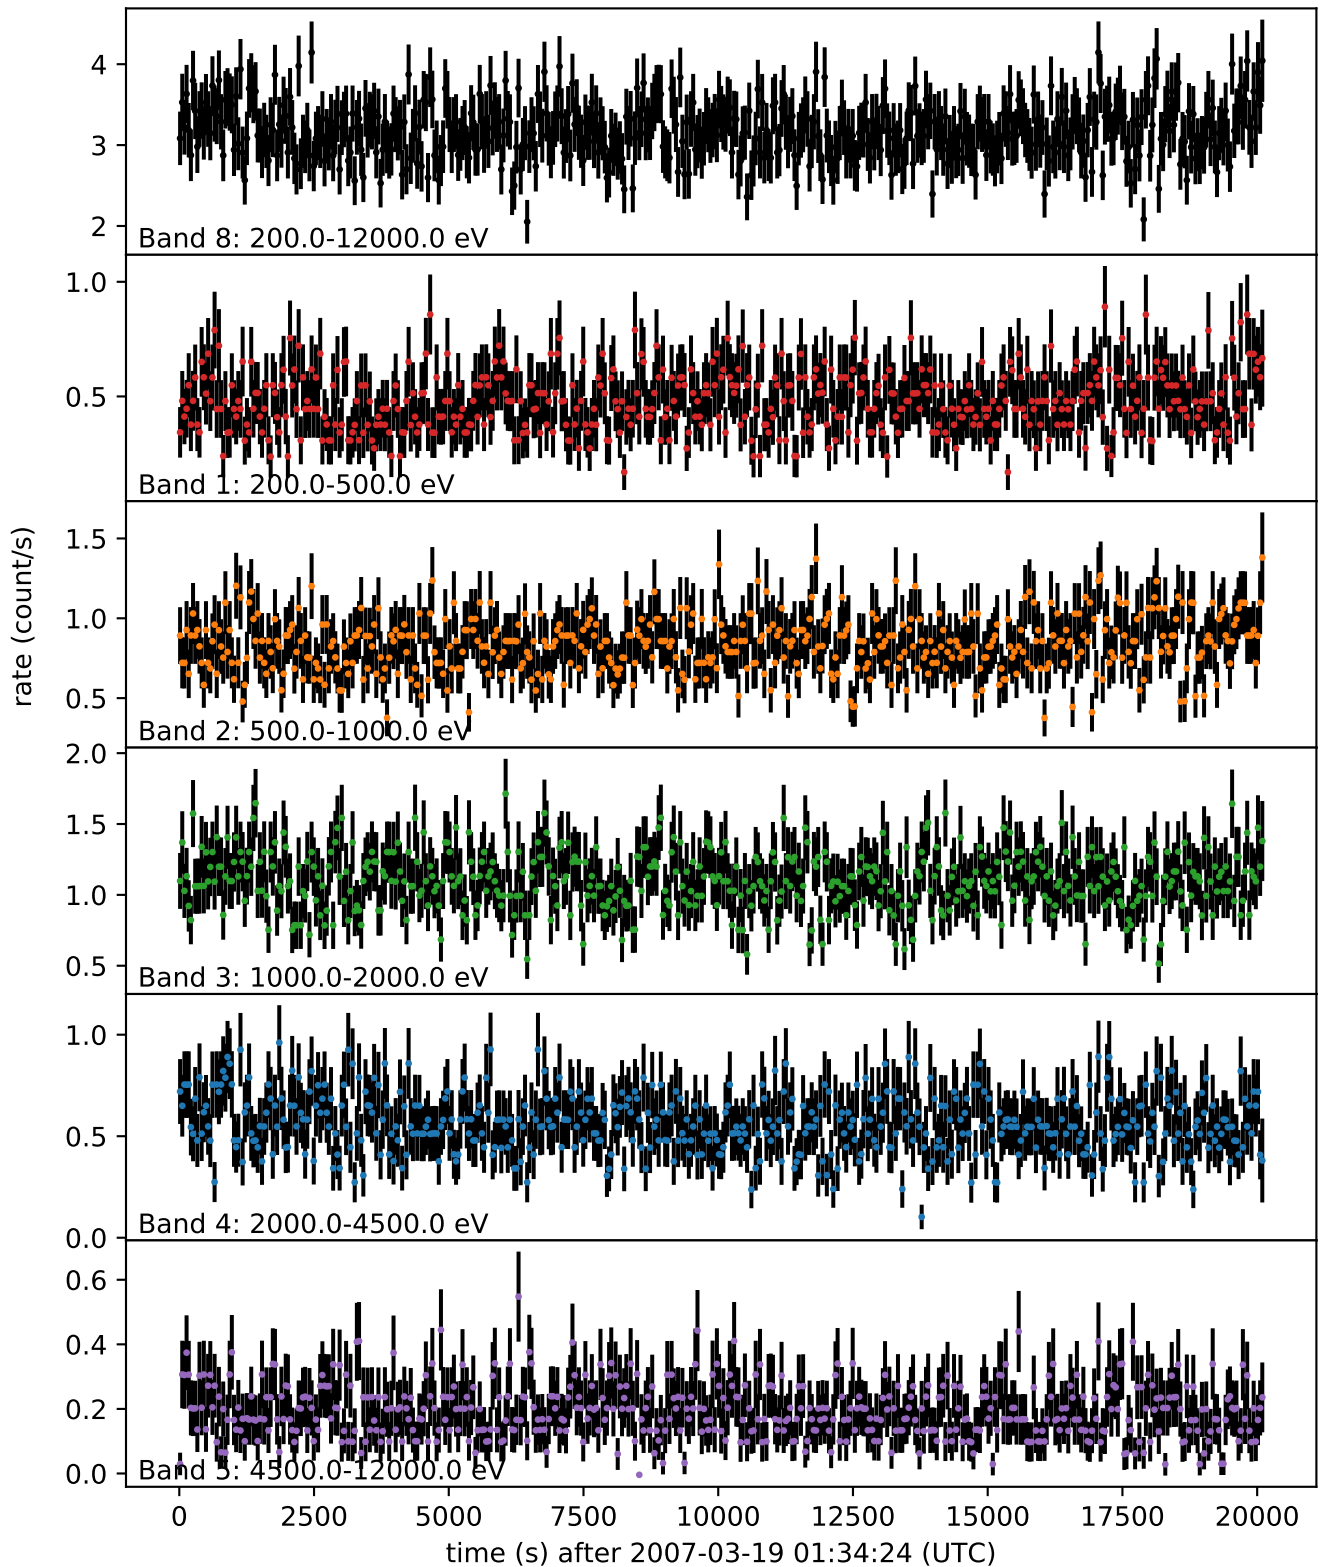 4
3
2
Band 8: 200.0-12000.0 eV
1.0
0.5
Band 1: 200.0-500.0 eV
rate (count/s)
1.5
1.0
0.5
Band 2: 500.0-1000.0 eV
2.0
1.5
1.0
0.5
Band 3: 1000.0-2000.0 eV
1.0
0.5
0.0
Band 4: 2000.0-4500.0 eV
0.6
0.4
0.2
0.0
Band 5: 4500.0-12000.0 eV
0 2500 5000 7500 10000 12500 15000 17500 20000
time (s) after 2007-03-19 01:34:24 (UTC)